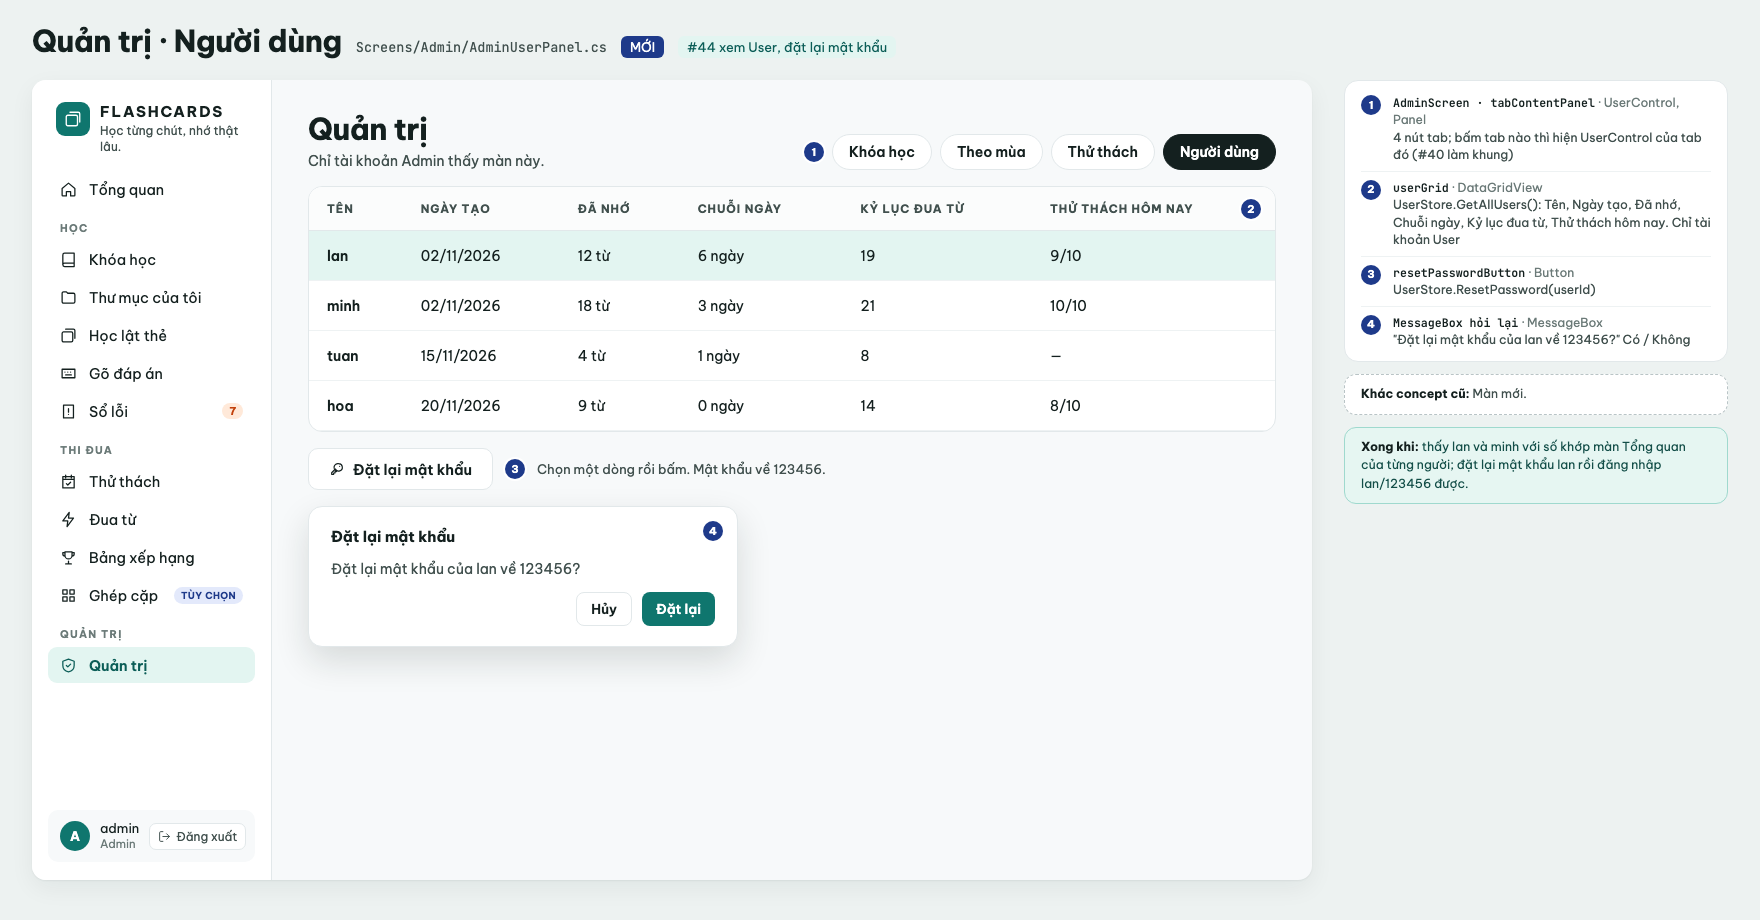 Quản trị · Người dùng
Screens/Admin/AdminUserPanel.cs
MỚI
#44 xem User, đặt lại mật khẩu
FLASHCARDS
Học từng chút, nhớ thật
lâu.
Tổng quan
HỌC
Khóa học
Thư mục của tôi
Học lật thẻ
Gõ đáp án
Sổ lỗi
7
THI ĐUA
Thử thách
Đua từ
Bảng xếp hạng
Ghép cặp
TÙY CHỌN
QUẢN TRỊ
Quản trị
A
admin
Admin
Đăng xuất
Quản trị
Chỉ tài khoản Admin thấy màn này.
1
Khóa học
Theo mùa
Thử thách
Người dùng
TÊN NGÀY TẠO ĐÃ NHỚ CHUỖI NGÀY KỶ LỤC ĐUA TỪ THỬ THÁCH HÔM NAY 2
lan 02/11/2026 12 từ 6 ngày 19 9/10
minh 02/11/2026 18 từ 3 ngày 21 10/10
tuan 15/11/2026 4 từ 1 ngày 8 —
hoa 20/11/2026 9 từ 0 ngày 14 8/10
Đặt lại mật khẩu
3
Chọn một dòng rồi bấm. Mật khẩu về 123456.
Đặt lại mật khẩu
4
Đặt lại mật khẩu của lan về 123456?
Hủy
Đặt lại
1 AdminScreen · tabContentPanel · UserControl,
Panel
4 nút tab; bấm tab nào thì hiện UserControl của tab
đó (#40 làm khung)
2 userGrid · DataGridView
UserStore.GetAllUsers(): Tên, Ngày tạo, Đã nhớ,
Chuỗi ngày, Kỷ lục đua từ, Thử thách hôm nay. Chỉ tài
khoản User
3 resetPasswordButton · Button
UserStore.ResetPassword(userId)
4 MessageBox hỏi lại · MessageBox
"Đặt lại mật khẩu của lan về 123456?" Có / Không
Khác concept cũ: Màn mới.
Xong khi: thấy lan và minh với số khớp màn Tổng quan
của từng người; đặt lại mật khẩu lan rồi đăng nhập
lan/123456 được.